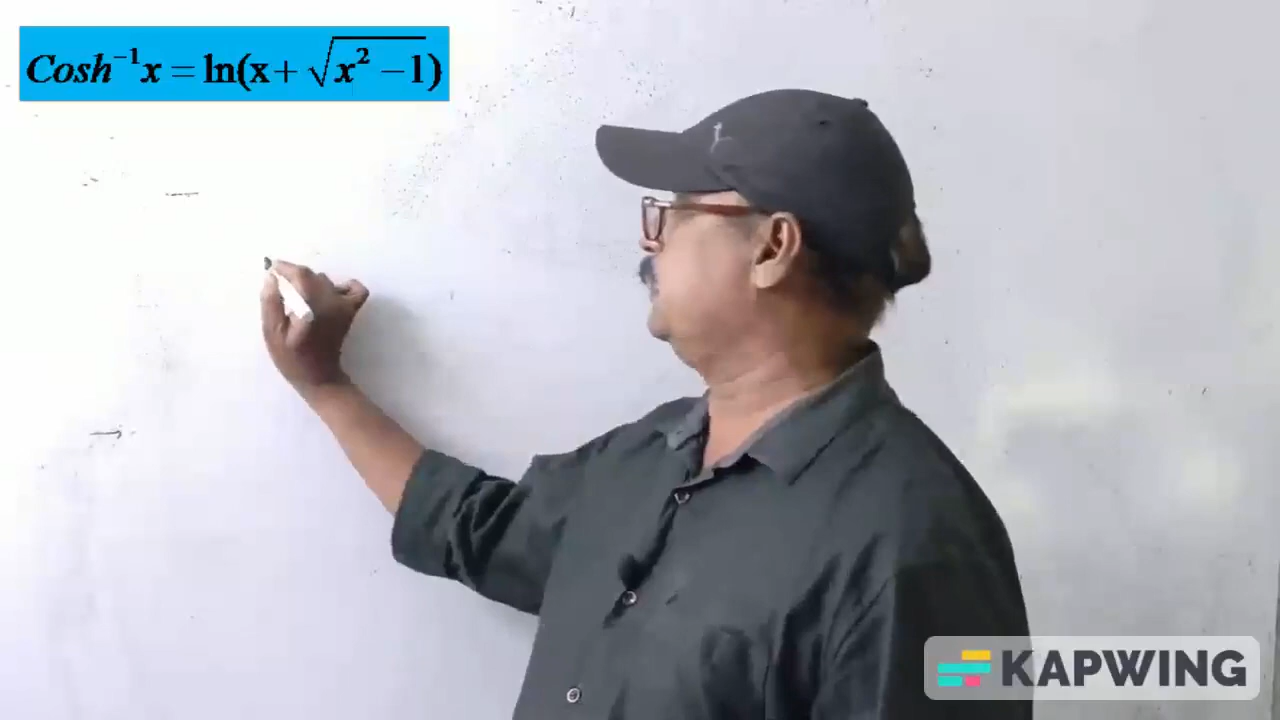 Cosh⁻¹x = ln(x + √(x² − 1))
KAPWING